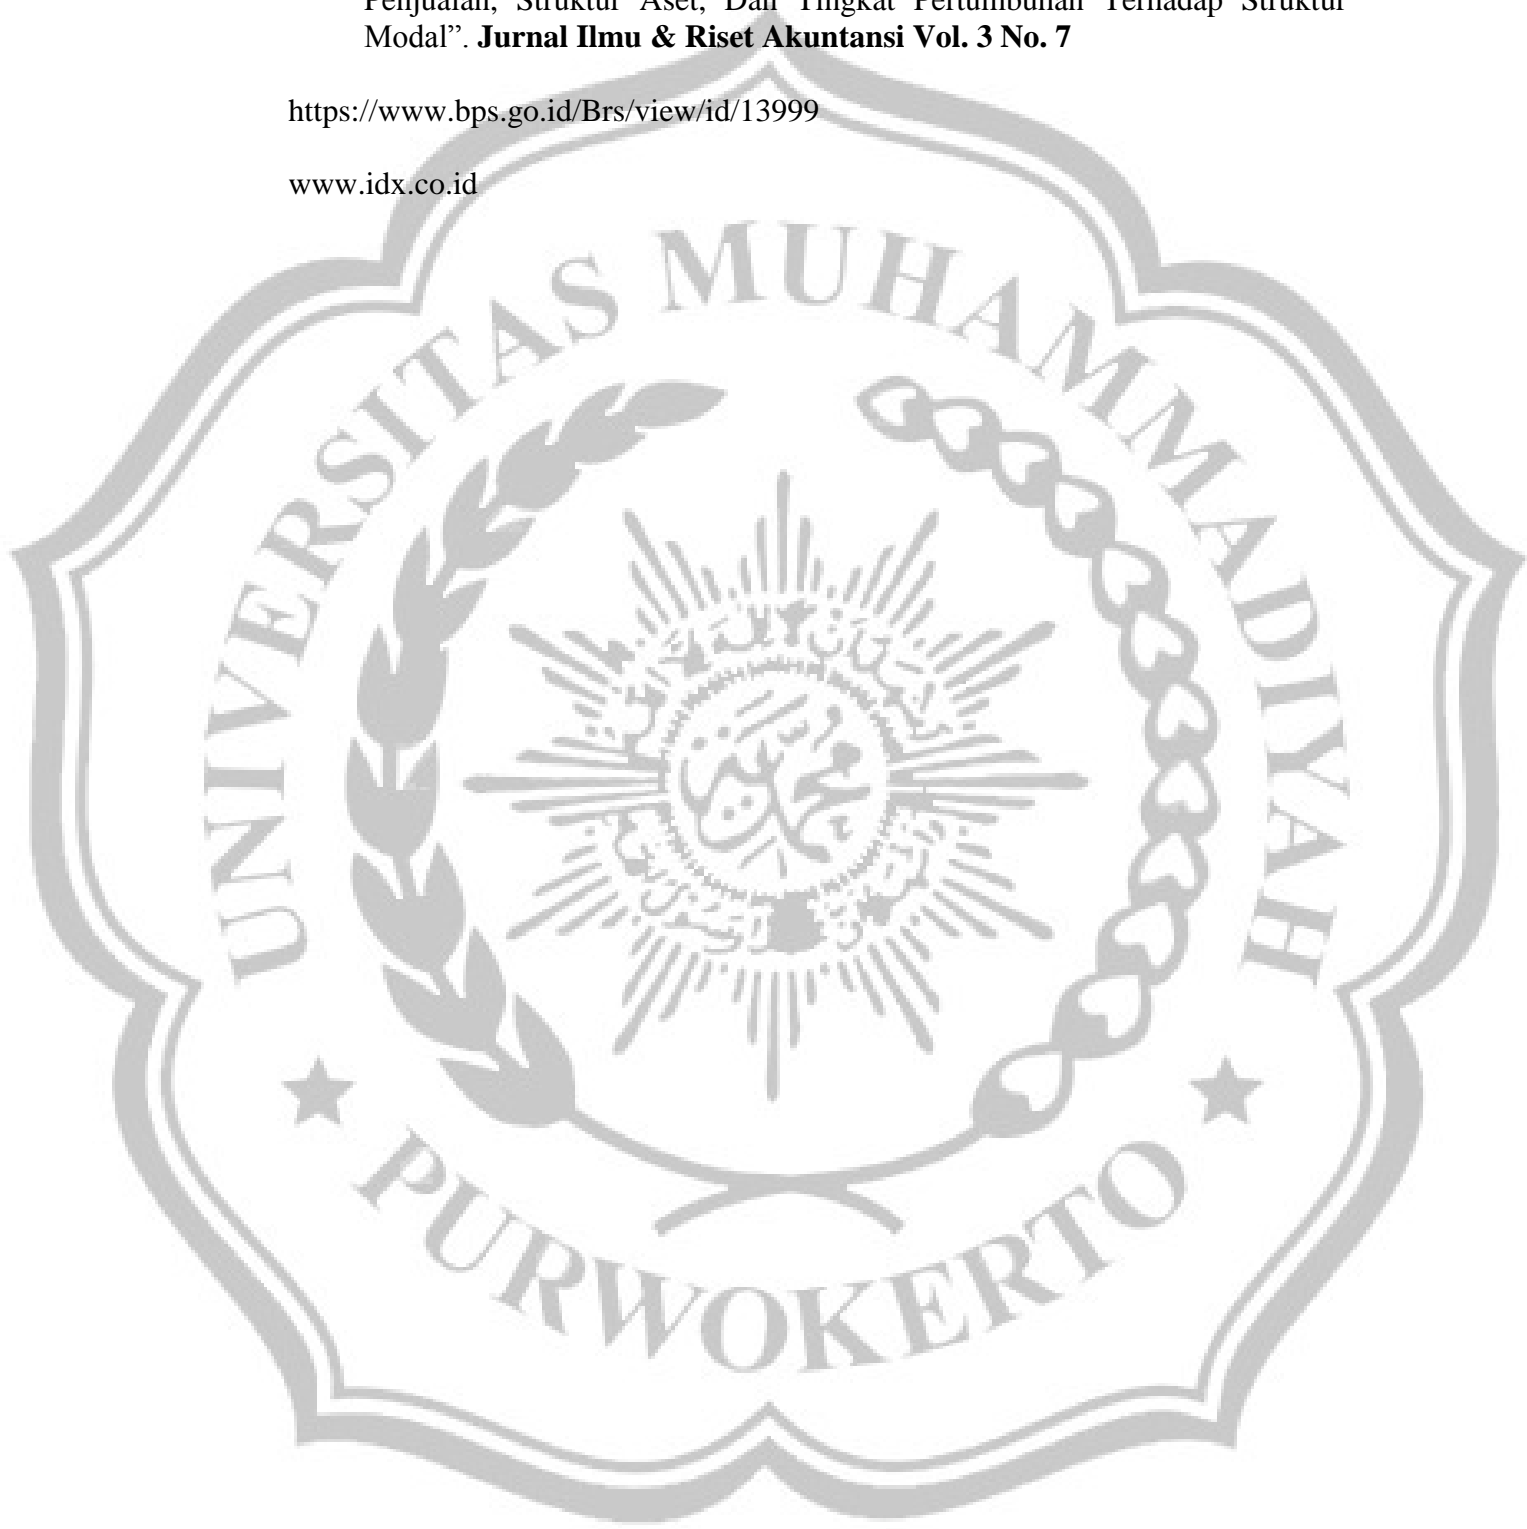 Penjualan, Struktur Aset, Dan Tingkat Pertumbuhan Terhadap Struktur
Modal”. Jurnal Ilmu & Riset Akuntansi Vol. 3 No. 7
https://www.bps.go.id/Brs/view/id/13999
www.idx.co.id
UNIVERSITAS MUHAMMADIYAH
محمدية
PURWOKERTO